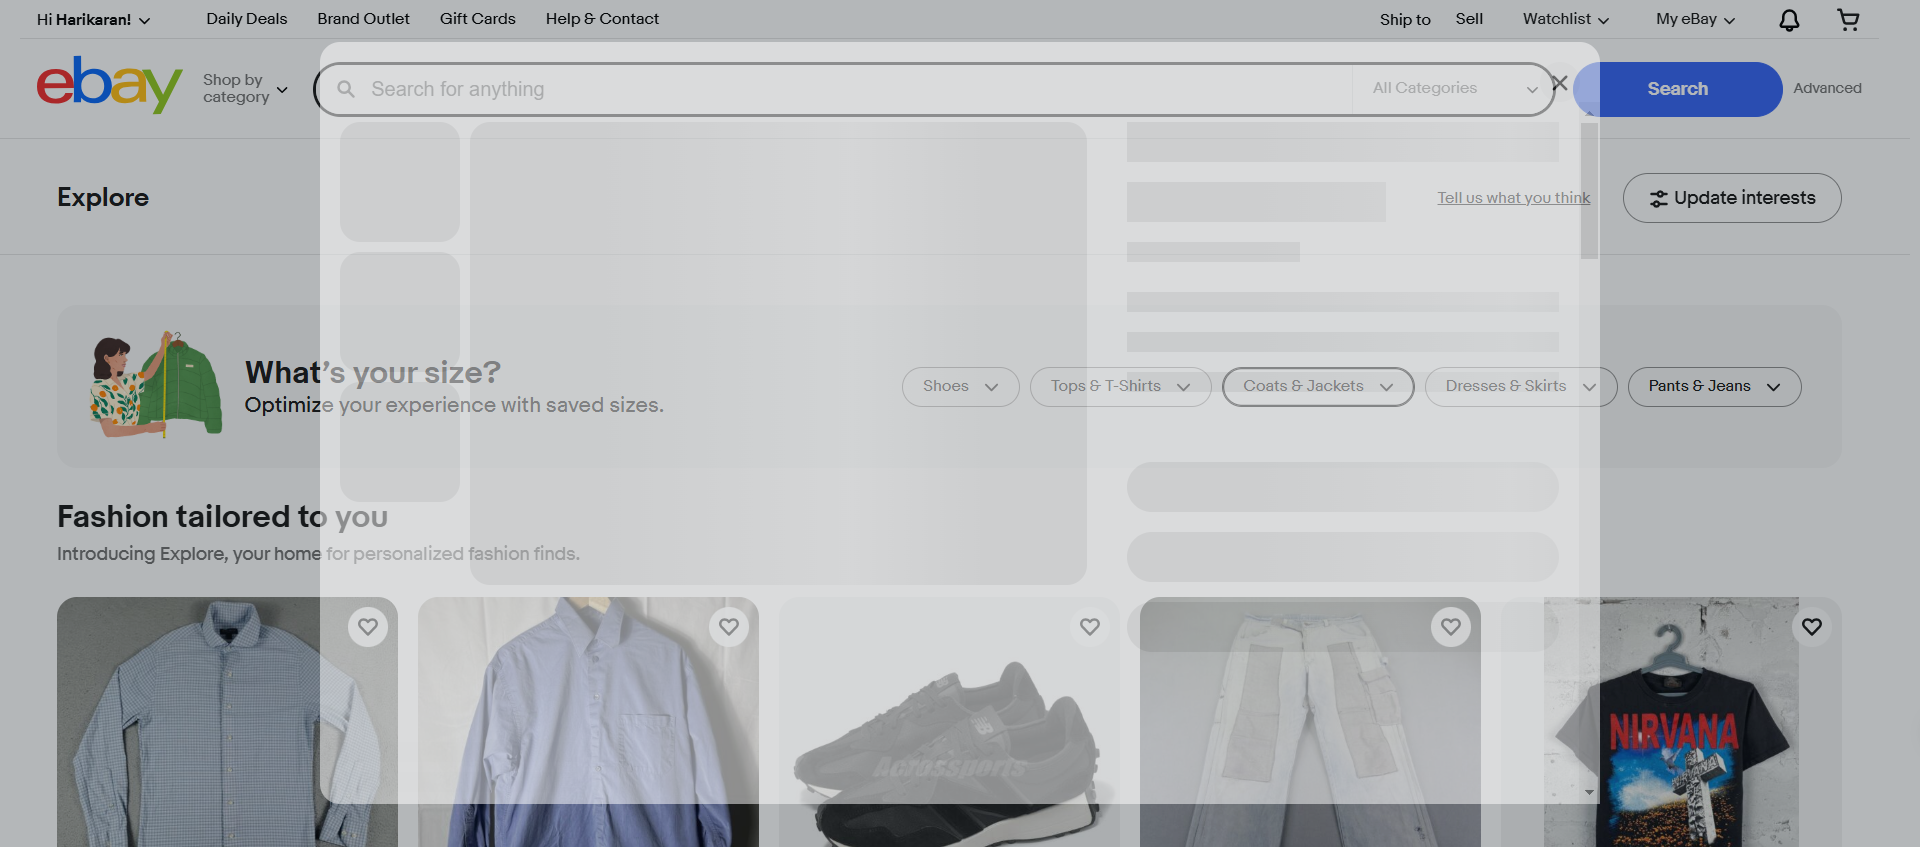 Hi Harikaran!
Daily Deals
Brand Outlet
Gift Cards
Help & Contact
Ship to
Sell
Watchlist
My eBay
ebay
Shop by
category
Search for anything
All Categories
Search
Advanced
Explore
Tell us what you think
Update interests
What's your size?
Optimize your experience with saved sizes.
Shoes
Tops & T-Shirts
Coats & Jackets
Dresses & Skirts
Pants & Jeans
Fashion tailored to you
Introducing Explore, your home for personalized fashion finds.
Acrossports
NIRVANA
NIRVANA